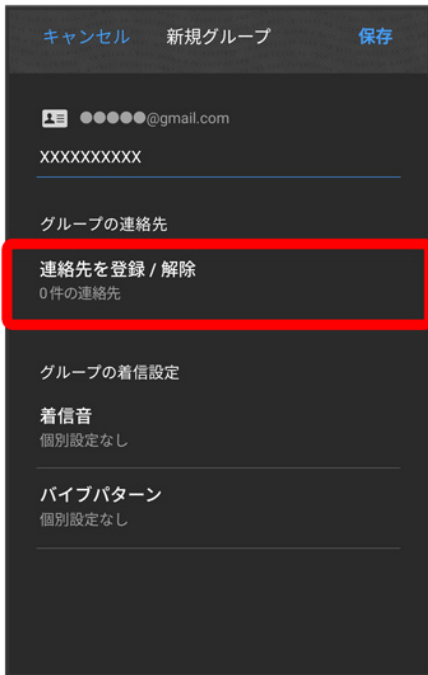 キャンセル 新規グループ 保存
●●●●●@gmail.com
XXXXXXXXXX
グループの連絡先
連絡先を登録 / 解除
0件の連絡先
グループの着信設定
着信音
個別設定なし
バイブパターン
個別設定なし